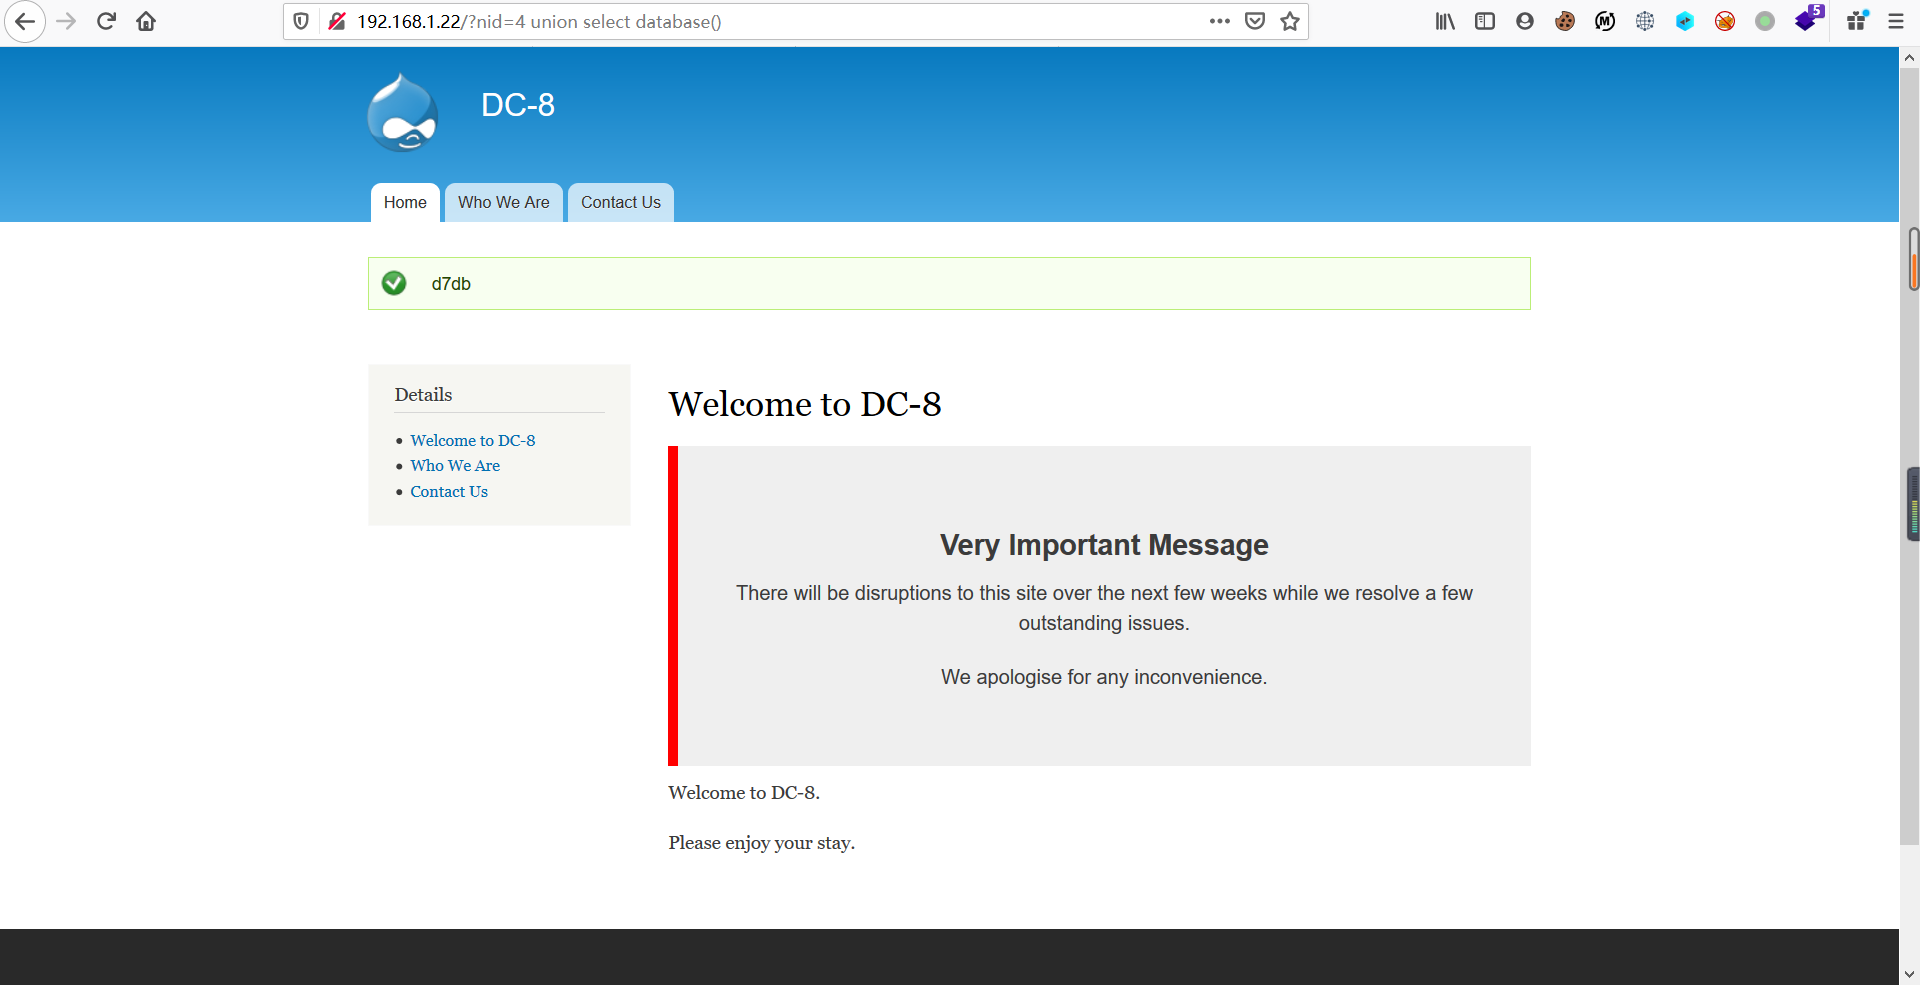 192.168.1.22/?nid=4 union select database()
5
DC-8
Home
Who We Are
Contact Us
d7db
Details
Welcome to DC-8
Who We Are
Contact Us
Welcome to DC-8
Very Important Message
There will be disruptions to this site over the next few weeks while we resolve a few
outstanding issues.
We apologise for any inconvenience.
Welcome to DC-8.
Please enjoy your stay.